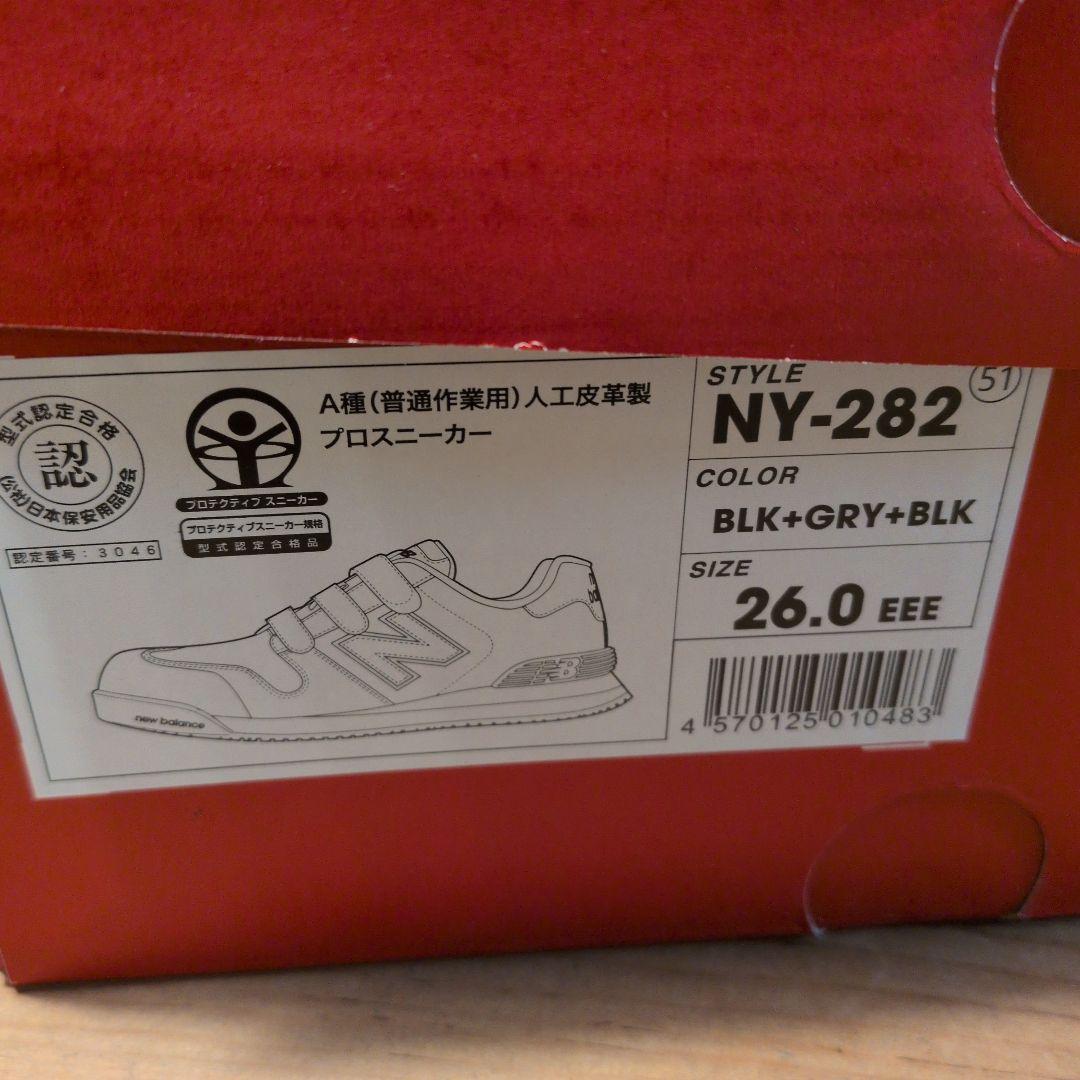 型式認定合格
認
(公社)日本保安用品協会
認定番号：3046
プロテクティブ スニーカー
プロテクティブスニーカー規格
型式認定合格品
A種(普通作業用)人工皮革製
プロスニーカー
N
B
new balance
STYLE
51
NY-282
COLOR
BLK+GRY+BLK
SIZE
26.0 EEE
4 570125 010483